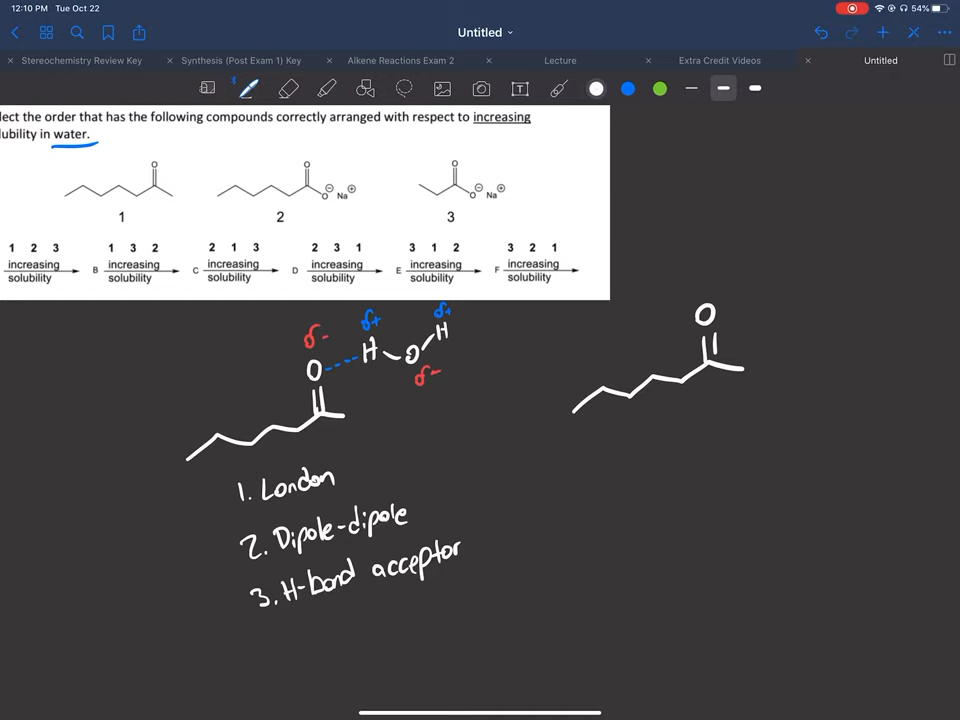 12:10 PM Tue Oct 22
54%
Untitled
Stereochemistry Review Key
Synthesis (Post Exam 1) Key
Alkene Reactions Exam 2
Lecture
Extra Credit Videos
Untitled
lect the order that has the following compounds correctly arranged with respect to increasing
lubility in water.
O O O
O⊖ Na⊕ O⊖ Na⊕
1 2 3
1 2 3 1 3 2 2 1 3 2 3 1 3 1 2 3 2 1
increasing B increasing C increasing D increasing E increasing F increasing
solubility solubility solubility solubility solubility solubility
δ- δ+ δ+
O H O H
δ-
O
1. London
2. Dipole-dipole
3. H-bond acceptor